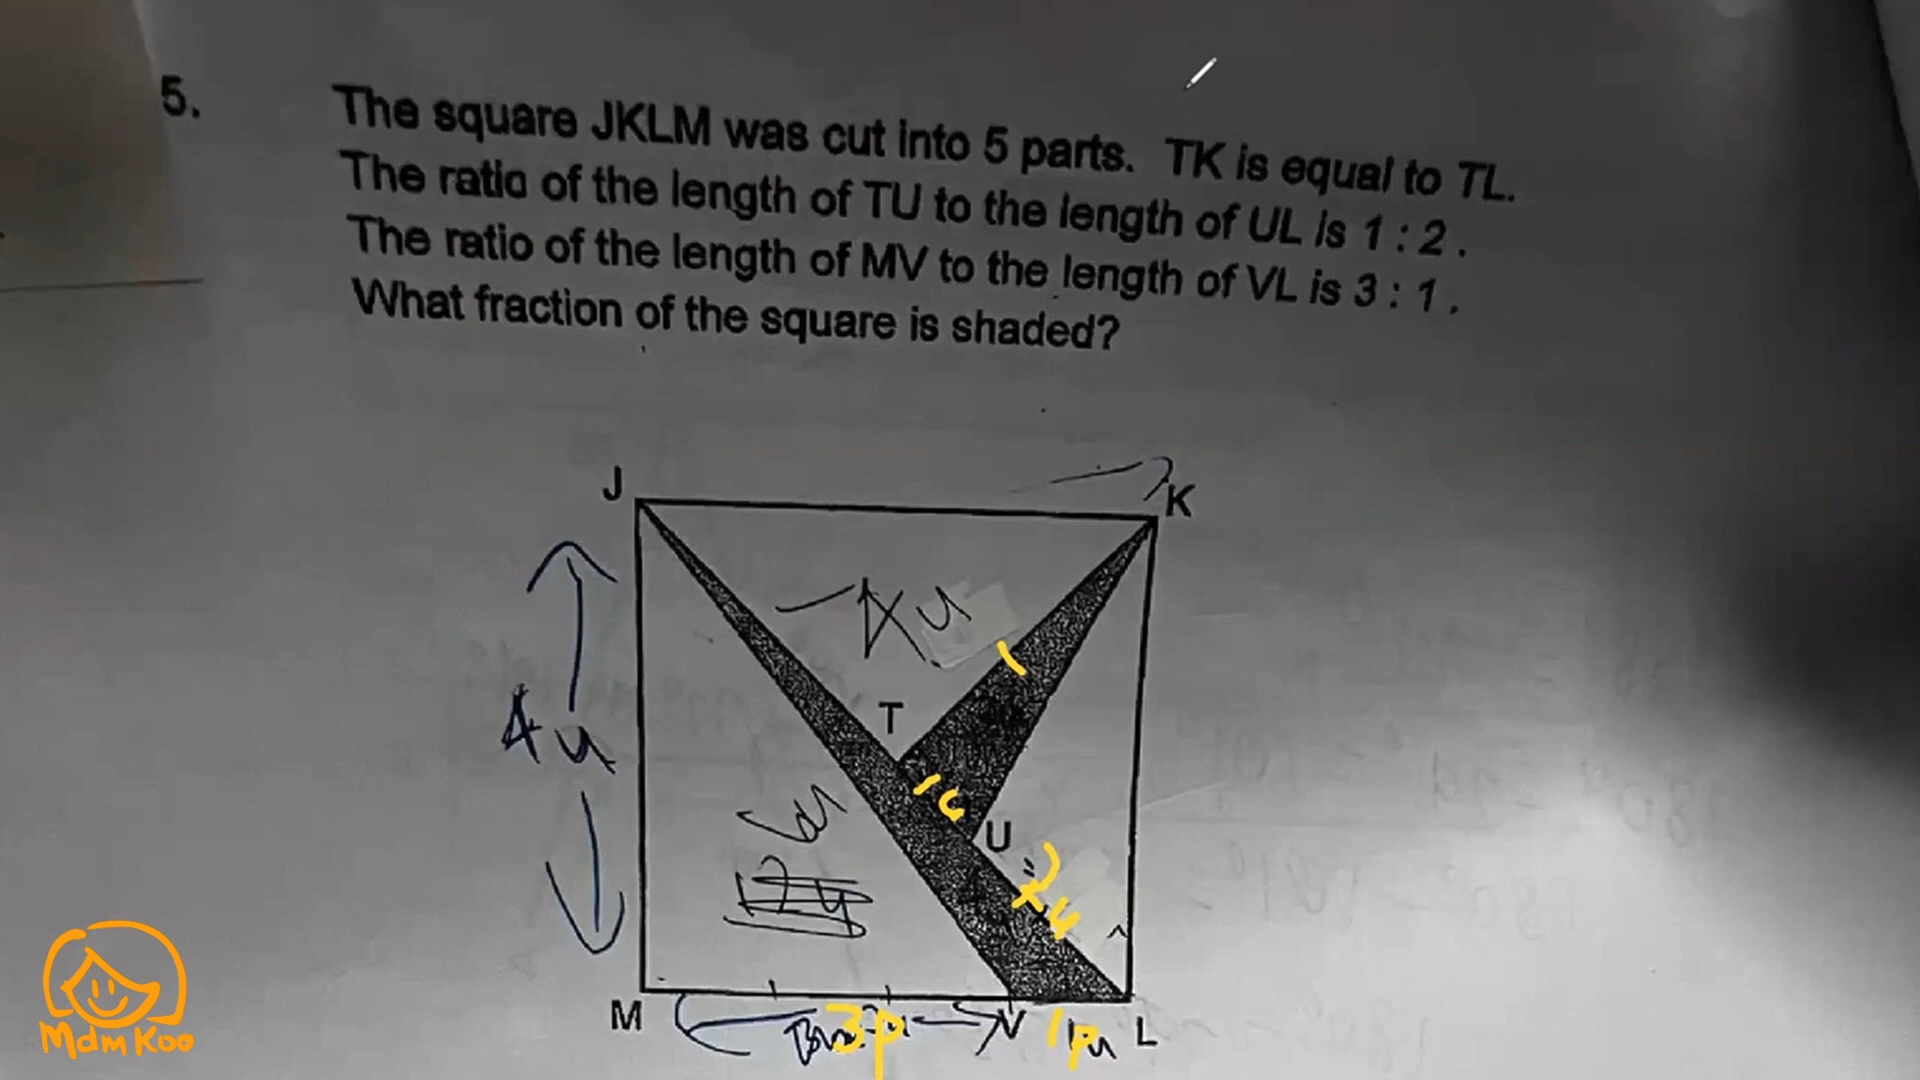 5. The square JKLM was cut into 5 parts. TK is equal to TL.
The ratio of the length of TU to the length of UL is 1 : 2 .
The ratio of the length of MV to the length of VL is 3 : 1 .
What fraction of the square is shaded?
J
K
4u
T
1u
4u
U
2u
M
3p
V
1p
L
Mdm Koo